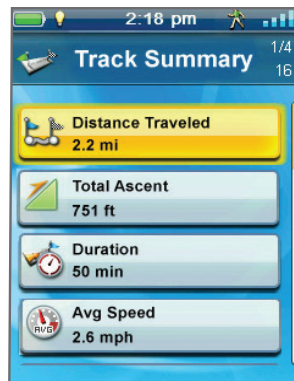 2:18 pm
Track Summary
1/4
16
Distance Traveled
2.2 mi
Total Ascent
751 ft
Duration
50 min
Avg Speed
AVG
2.6 mph